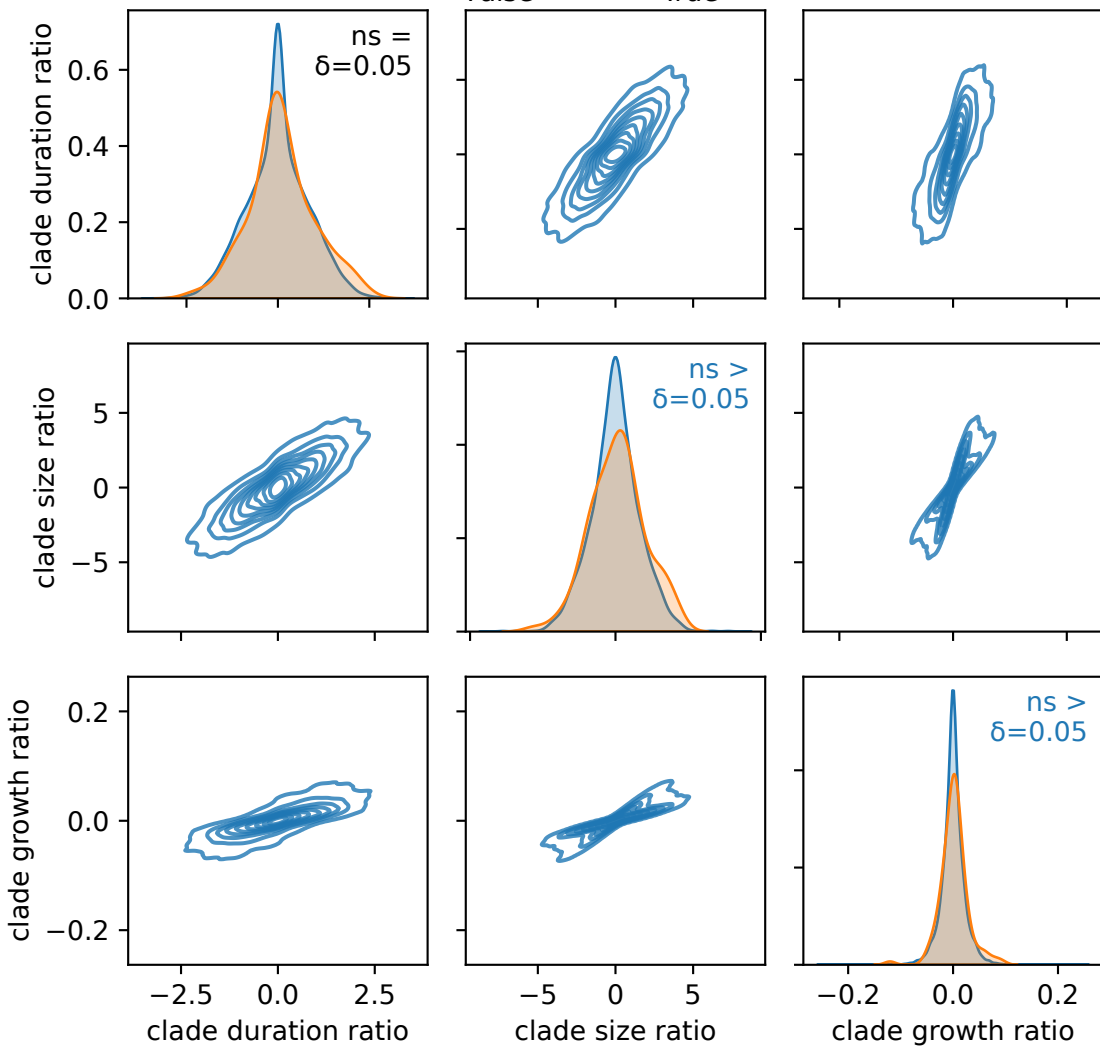 clade duration ratio
0.6
0.4
0.2
0.0
ns =
δ=0.05
clade size ratio
5
0
−5
ns >
δ=0.05
clade growth ratio
0.2
0.0
−0.2
ns >
δ=0.05
−2.5 0.0 2.5
−5 0 5
−0.2 0.0 0.2
clade duration ratio
clade size ratio
clade growth ratio